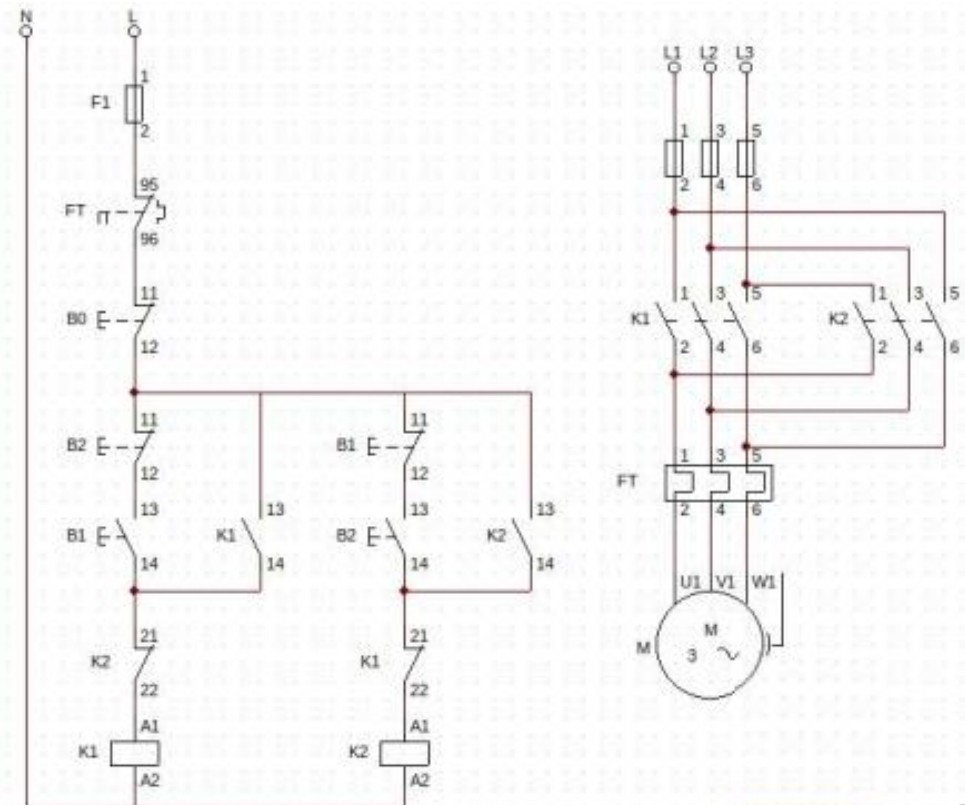 N L
1
F1
2
95
FT
96
11
B0
12
11 11
B2 B1
12 12
13 13 13 13
B1 K1 B2 K2
14 14 14 14
21 21
K2 K1
22 22
A1 A1
K1 K2
A2 A2
L1 L2 L3
1 3 5
2 4 6
1 3 5 1 3 5
K1 K2
2 4 6 2 4 6
1 3 5
FT
2 4 6
U1 V1 W1
M
M
3